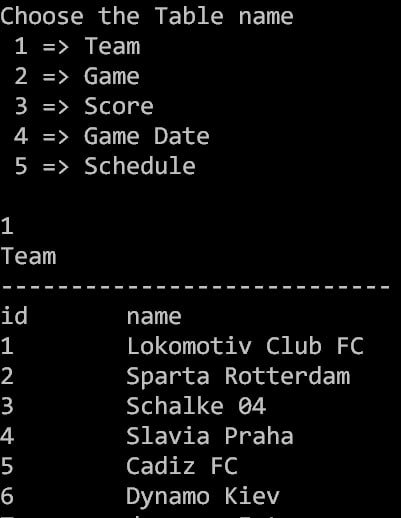 Choose the Table name
1 => Team
2 => Game
3 => Score
4 => Game Date
5 => Schedule
1
Team
----------------------------
id name
1 Lokomotiv Club FC
2 Sparta Rotterdam
3 Schalke 04
4 Slavia Praha
5 Cadiz FC
6 Dynamo Kiev